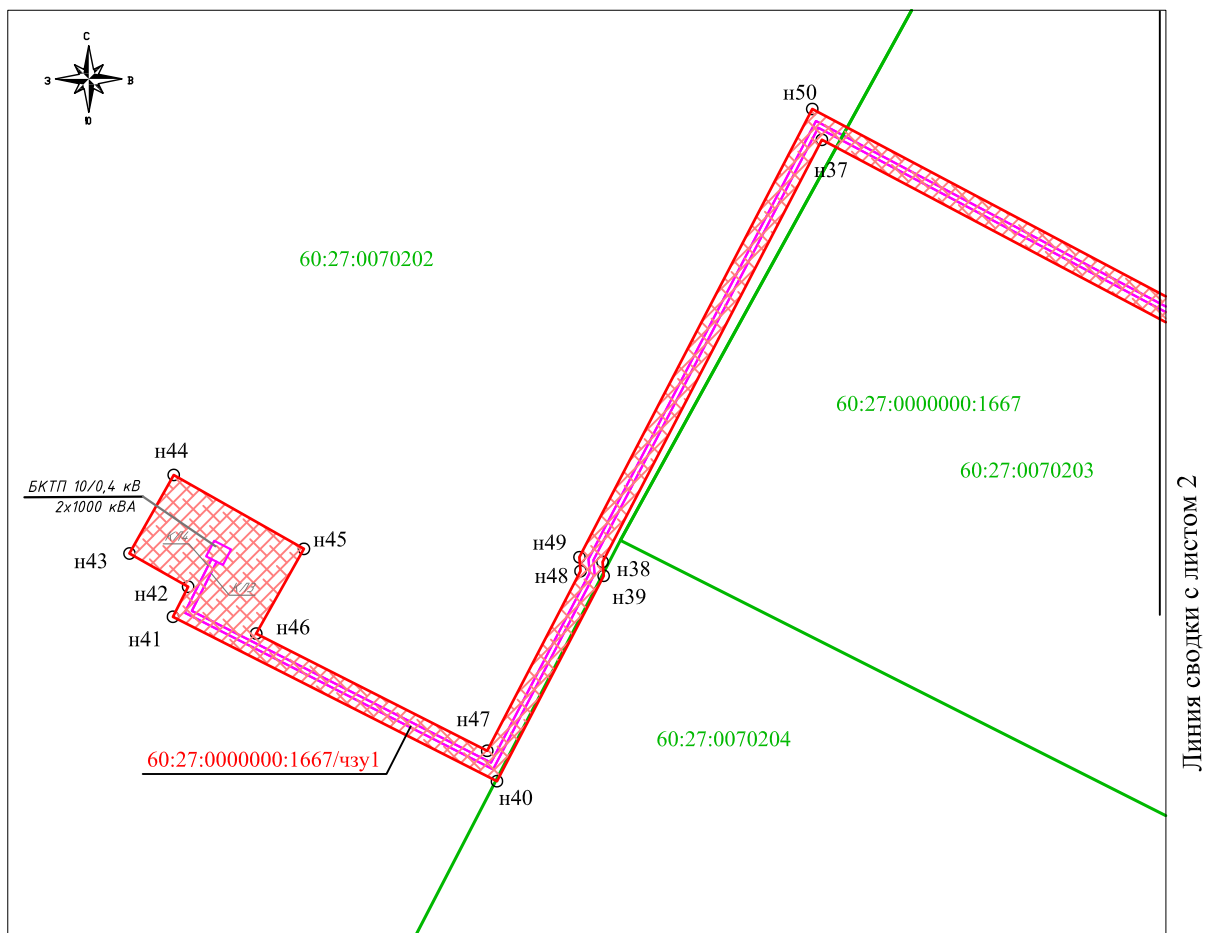 С
З
В
Ю
н50
н37
60:27:0070202
60:27:0000000:1667
60:27:0070203
н44
БКТП 10/0,4 кВ
2х1000 кВА
н45
н49
н43
н48
н38
н42
н39
н41
н46
н47
60:27:0070204
60:27:0000000:1667/чзу1
н40
Линия сводки с листом 2